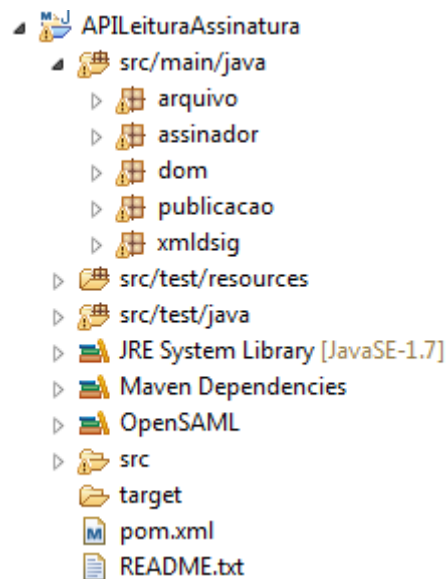 APILeituraAssinatura
src/main/java
arquivo
assinador
dom
publicacao
xmldsig
src/test/resources
src/test/java
JRE System Library [JavaSE-1.7]
Maven Dependencies
OpenSAML
src
target
pom.xml
README.txt